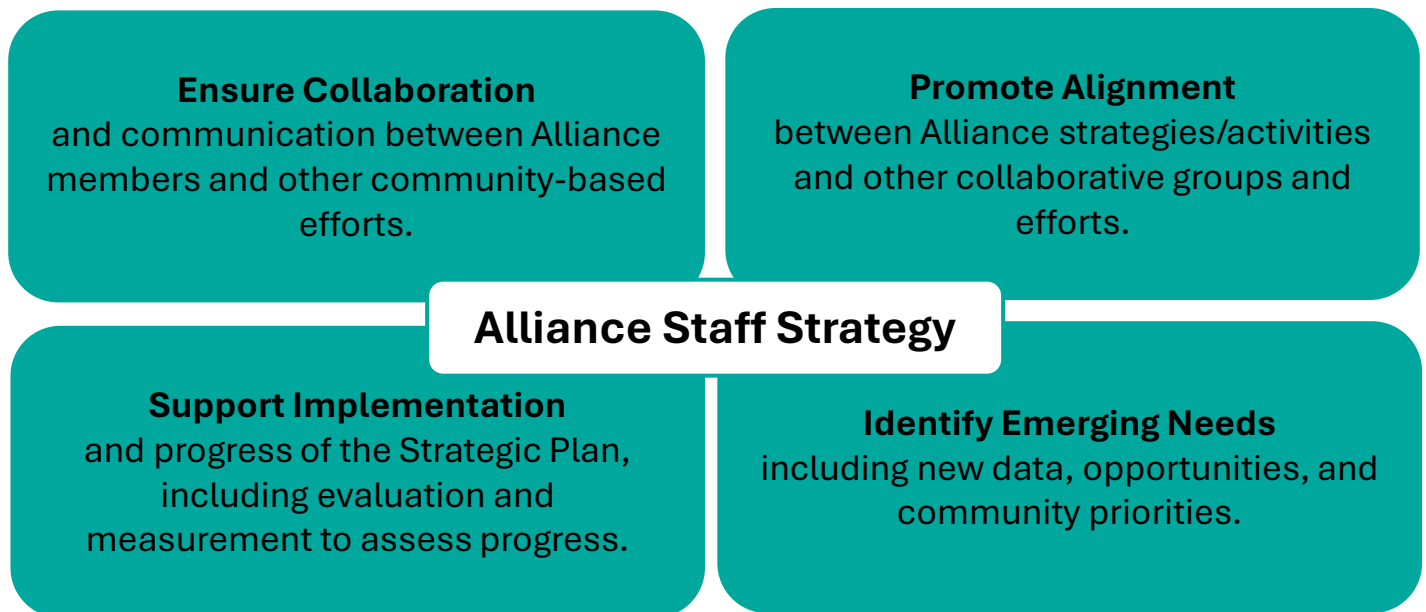 Ensure Collaboration
and communication between Alliance
members and other community-based
efforts.
Promote Alignment
between Alliance strategies/activities
and other collaborative groups and
efforts.
Alliance Staff Strategy
Support Implementation
and progress of the Strategic Plan,
including evaluation and
measurement to assess progress.
Identify Emerging Needs
including new data, opportunities, and
community priorities.